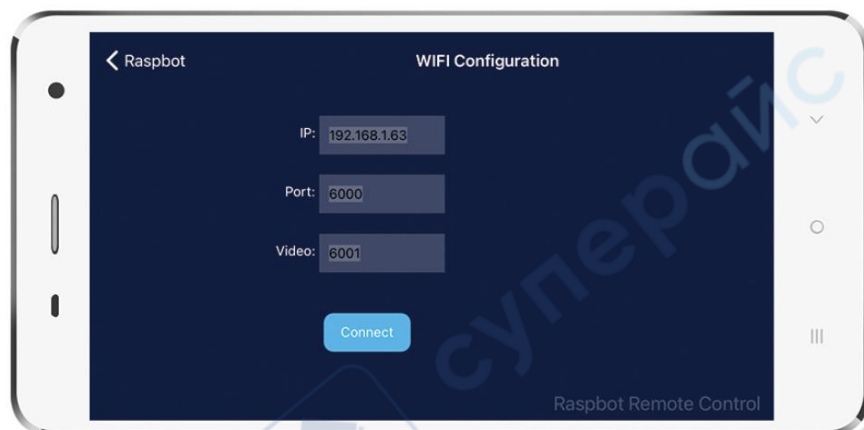 Raspbot
WIFI Configuration
IP: 192.168.1.63
Port: 6000
Video: 6001
Connect
Raspbot Remote Control
суперайс